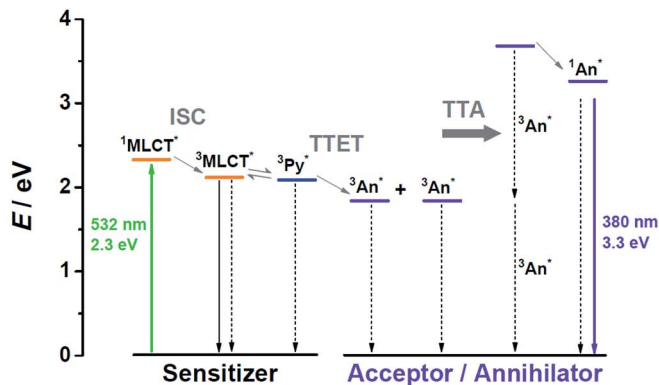 E / eV
4
3
2
1
0
ISC
¹MLCT*
³MLCT*
³Py*
TTET
³An* + ³An*
TTA
³An*
³An*
¹An*
532 nm
2.3 eV
380 nm
3.3 eV
Sensitizer
Acceptor / Annihilator